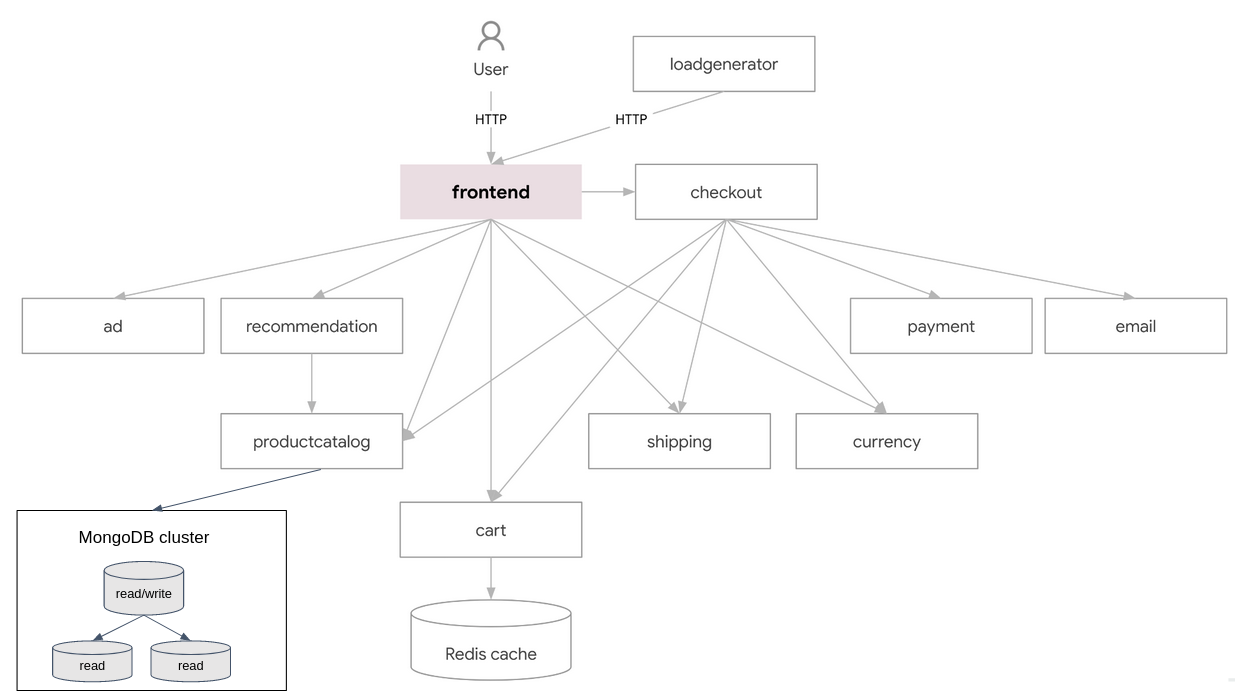 User
loadgenerator
HTTP
HTTP
frontend
checkout
ad
recommendation
payment
email
productcatalog
shipping
currency
MongoDB cluster
cart
read/write
Redis cache
read
read